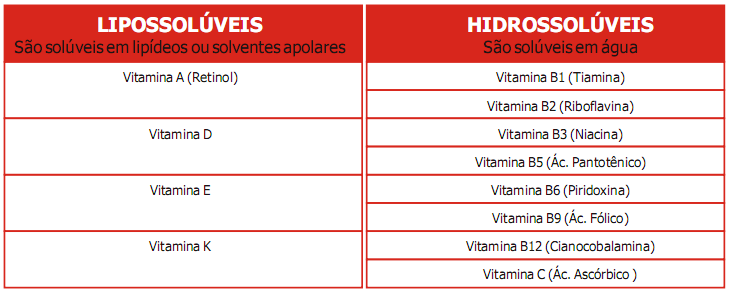 LIPOSSOLÚVEIS
São solúveis em lipídeos ou solventes apolares
HIDROSSOLÚVEIS
São solúveis em água
Vitamina A (Retinol)
Vitamina B1 (Tiamina)
Vitamina B2 (Riboflavina)
Vitamina D
Vitamina B3 (Niacina)
Vitamina B5 (Ác. Pantotênico)
Vitamina E
Vitamina B6 (Piridoxina)
Vitamina B9 (Ác. Fólico)
Vitamina K
Vitamina B12 (Cianocobalamina)
Vitamina C (Ác. Ascórbico )